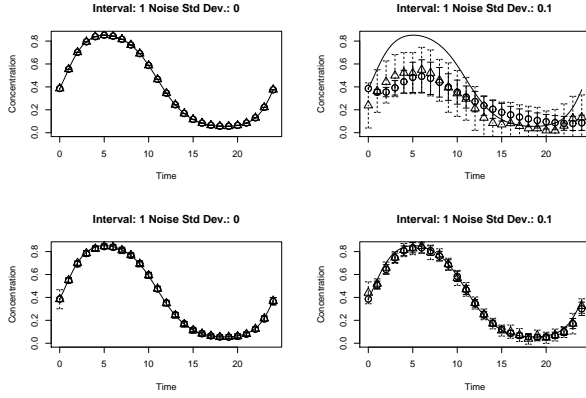 Interval: 1 Noise Std Dev.: 0
Concentration
0.0 0.2 0.4 0.6 0.8
0 5 10 15 20
Time
Interval: 1 Noise Std Dev.: 0.1
Concentration
0.0 0.2 0.4 0.6 0.8
0 5 10 15 20
Time
Interval: 1 Noise Std Dev.: 0
Concentration
0.0 0.2 0.4 0.6 0.8
0 5 10 15 20
Time
Interval: 1 Noise Std Dev.: 0.1
Concentration
0.0 0.2 0.4 0.6 0.8
0 5 10 15 20
Time